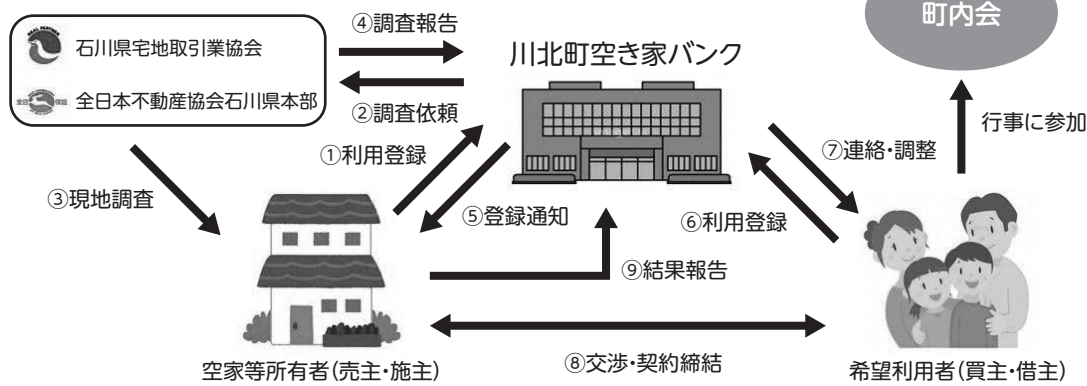 ④調査報告
町内会
石川県宅地取引業協会
川北町空き家バンク
全日本不動産協会石川県本部
②調査依頼
行事に参加
①利用登録
⑦連絡・調整
③現地調査
⑤登録通知
⑥利用登録
⑨結果報告
⑧交渉・契約締結
空家等所有者(売主・施主)
希望利用者(買主・借主)